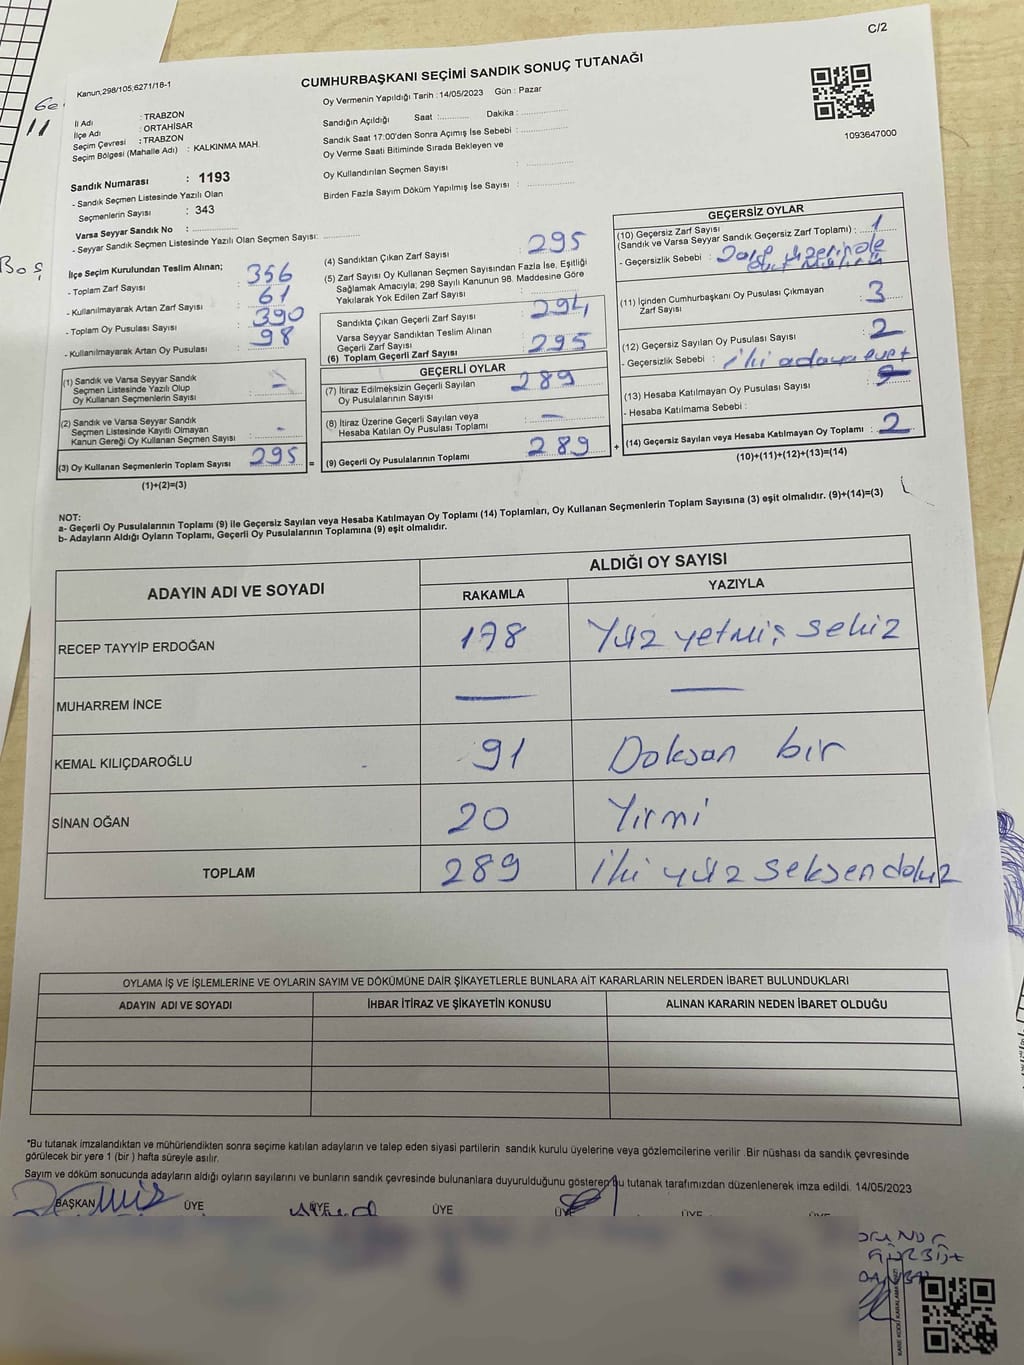 C/2
Kanun,298/105,6271/18-1
CUMHURBAŞKANI SEÇİMİ SANDIK SONUÇ TUTANAĞI
Oy Vermenin Yapıldığı Tarih : 14/05/2023 Gün : Pazar
İl Adı : TRABZON
İlçe Adı : ORTAHİSAR
Seçim Çevresi : TRABZON
Seçim Bölgesi (Mahalle Adı) : KALKINMA MAH.
Sandığın Açıldığı Saat : Dakika :
Sandık Saat 17:00'den Sonra Açımış İse Sebebi :
Oy Verme Saati Bitiminde Sırada Bekleyen ve
Oy Kullandırılan Seçmen Sayısı :
Birden Fazla Sayım Döküm Yapılmış İse Sayısı :
1093647000
Sandık Numarası : 1193
- Sandık Seçmen Listesinde Yazılı Olan
Seçmenlerin Sayısı : 343
Varsa Seyyar Sandık No :
- Seyyar Sandık Seçmen Listesinde Yazılı Olan Seçmen Sayısı:
İlçe Seçim Kurulundan Teslim Alınan;
- Toplam Zarf Sayısı : 356
- Kullanılmayarak Artan Zarf Sayısı : 61
- Toplam Oy Pusulası Sayısı : 390
- Kullanılmayarak Artan Oy Pusulası : 98
(1) Sandık ve Varsa Seyyar Sandık
Seçmen Listesinde Yazılı Olup
Oy Kullanan Seçmenlerin Sayısı : -
(2) Sandık ve Varsa Seyyar Sandık
Seçmen Listesinde Kayıtlı Olmayan
Kanun Gereği Oy Kullanan Seçmen Sayısı : -
(3) Oy Kullanan Seçmenlerin Toplam Sayısı 295 =
(1)+(2)=(3)
(4) Sandıktan Çıkan Zarf Sayısı : 295
(5) Zarf Sayısı Oy Kullanan Seçmen Sayısından Fazla İse, Eşitliği
Sağlamak Amacıyla; 298 Sayılı Kanunun 98. Maddesine Göre
Yakılarak Yok Edilen Zarf Sayısı :
Sandıkta Çıkan Geçerli Zarf Sayısı : 294
Varsa Seyyar Sandıktan Teslim Alınan
Geçerli Zarf Sayısı :
(6) Toplam Geçerli Zarf Sayısı : 295
GEÇERLİ OYLAR
(7) İtiraz Edilmeksizin Geçerli Sayılan
Oy Pusulalarının Sayısı : 289
(8) İtiraz Üzerine Geçerli Sayılan veya
Hesaba Katılan Oy Pusulası Toplamı : -
(9) Geçerli Oy Pusulalarının Toplamı : 289 +
GEÇERSİZ OYLAR
(10) Geçersiz Zarf Sayısı
(Sandık ve Varsa Seyyar Sandık Geçersiz Zarf Toplamı) : 1
- Geçersizlik Sebebi : üzerinde
(11) İçinden Cumhurbaşkanı Oy Pusulası Çıkmayan
Zarf Sayısı : 3
(12) Geçersiz Sayılan Oy Pusulası Sayısı : 2
- Geçersizlik Sebebi : iki adaya evet
(13) Hesaba Katılmayan Oy Pusulası Sayısı :
- Hesaba Katılmama Sebebi :
(14) Geçersiz Sayılan veya Hesaba Katılmayan Oy Toplamı : 2
(10)+(11)+(12)+(13)=(14)
NOT:
a- Geçerli Oy Pusulalarının Toplamı (9) ile Geçersiz Sayılan veya Hesaba Katılmayan Oy Toplamı (14) Toplamları, Oy Kullanan Seçmenlerin Toplam Sayısına (3) eşit olmalıdır. (9)+(14)=(3)
b- Adayların Aldığı Oyların Toplamı, Geçerli Oy Pusulalarının Toplamına (9) eşit olmalıdır.
ADAYIN ADI VE SOYADI
ALDIĞI OY SAYISI
RAKAMLA YAZIYLA
RECEP TAYYİP ERDOĞAN 178 Yüz yetmiş sekiz
MUHARREM İNCE — —
KEMAL KILIÇDAROĞLU 91 Doksan bir
SİNAN OĞAN 20 Yirmi
TOPLAM 289 iki yüz seksen dokuz
OYLAMA İŞ VE İŞLEMLERİNE VE OYLARIN SAYIM VE DÖKÜMÜNE DAİR ŞİKAYETLERLE BUNLARA AİT KARARLARIN NELERDEN İBARET BULUNDUKLARI
ADAYIN ADI VE SOYADI İHBAR İTİRAZ VE ŞİKAYETİN KONUSU ALINAN KARARIN NEDEN İBARET OLDUĞU
*Bu tutanak imzalandıktan ve mühürlendikten sonra seçime katılan adayların ve talep eden siyasi partilerin sandık kurulu üyelerine veya gözlemcilerine verilir .Bir nüshası da sandık çevresinde
görülecek bir yere 1 (bir ) hafta süreyle asılır.
Sayım ve döküm sonucunda adayların aldığı oyların sayılarını ve bunların sandık çevresinde bulunanlara duyurulduğunu gösteren bu tutanak tarafımızdan düzenlenerek imza edildi. 14/05/2023
BAŞKAN ÜYE ÜYE ÜYE ÜYE ÜYE ÜYE